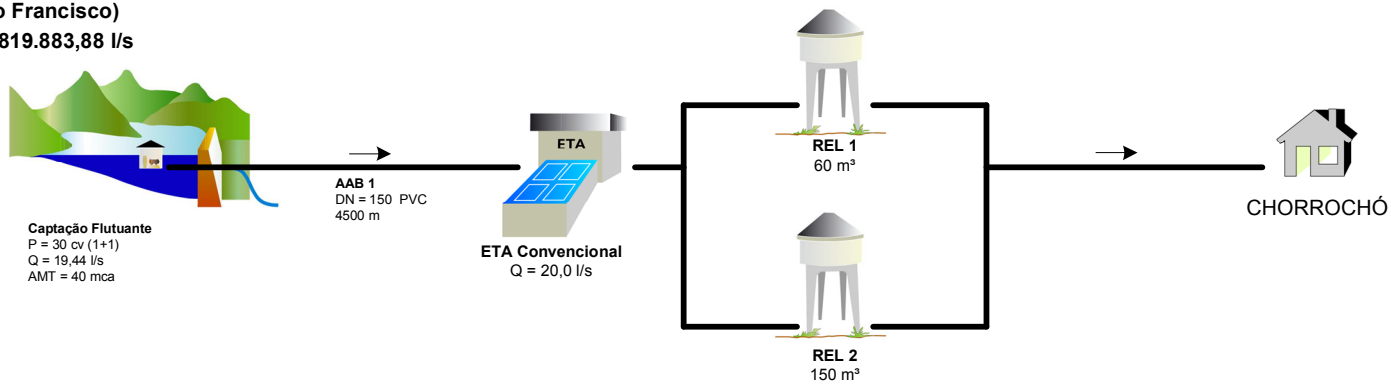 Francisco)
819.883,88 l/s
Captação Flutuante
P = 30 cv (1+1)
Q = 19,44 l/s
AMT = 40 mca
AAB 1
DN = 150 PVC
4500 m
ETA
ETA Convencional
Q = 20,0 l/s
REL 1
60 m³
REL 2
150 m³
CHORROCHÓ